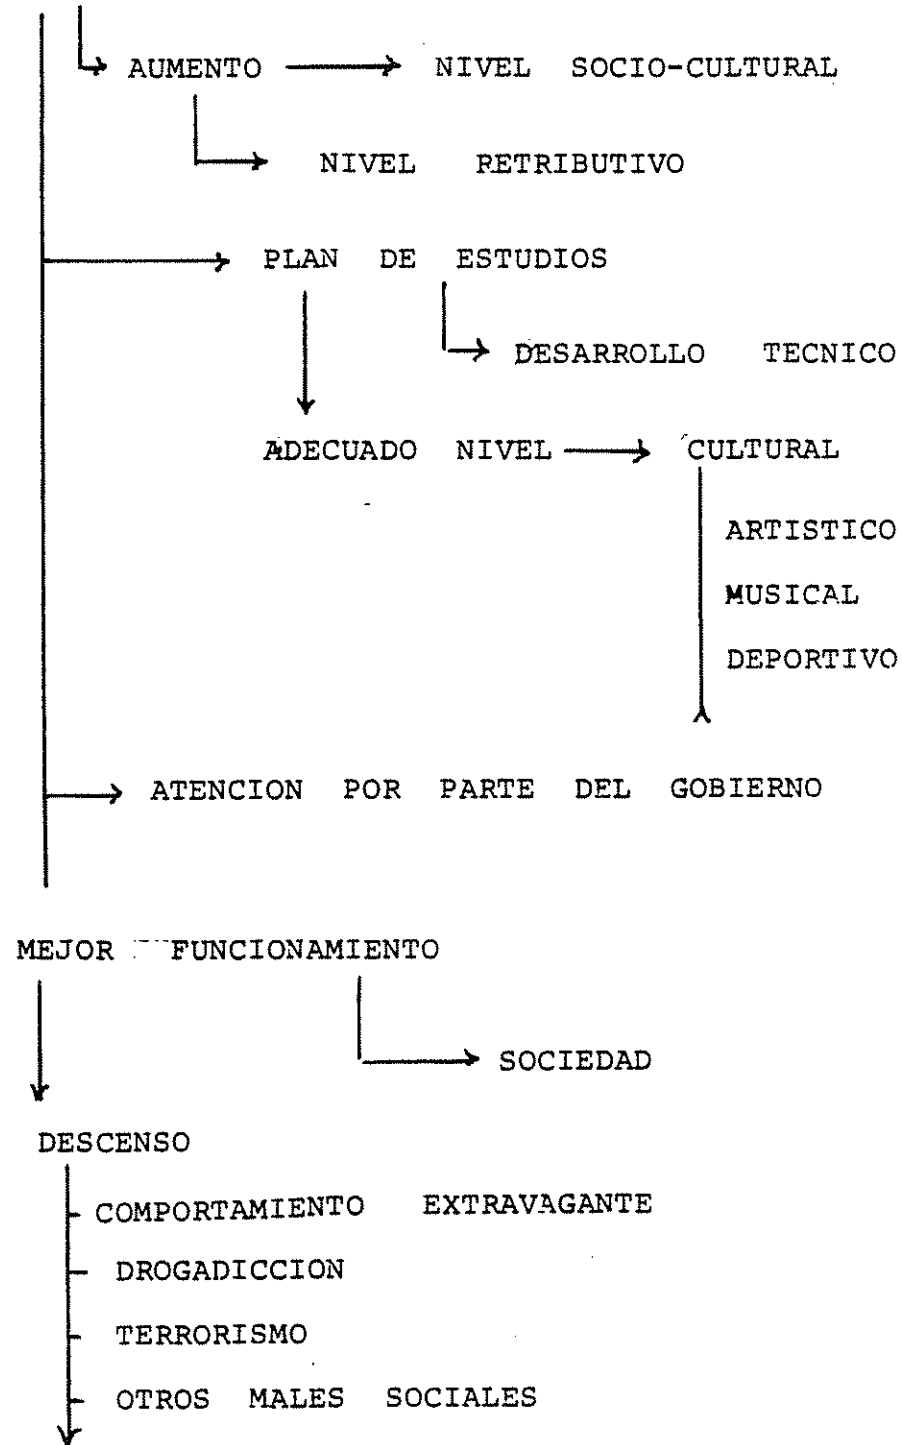 AUMENTO NIVEL SOCIO-CULTURAL
NIVEL RETRIBUTIVO
PLAN DE ESTUDIOS
DESARROLLO TECNICO
ADECUADO NIVEL CULTURAL
ARTISTICO
MUSICAL
DEPORTIVO
ATENCION POR PARTE DEL GOBIERNO
MEJOR FUNCIONAMIENTO
SOCIEDAD
DESCENSO
COMPORTAMIENTO EXTRAVAGANTE
DROGADICCION
TERRORISMO
OTROS MALES SOCIALES